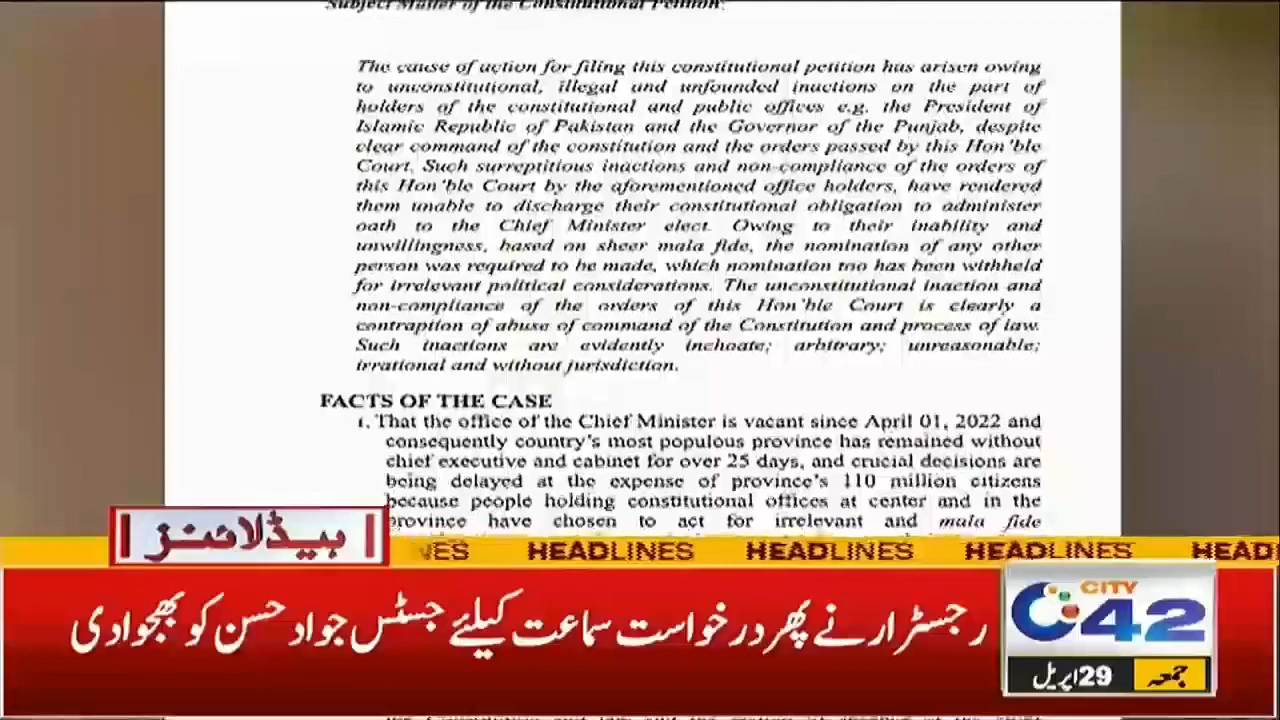 Subject Matter of the Constitutional Petition:
The cause of action for filing this constitutional petition has arisen owing
to unconstitutional, illegal and unfounded inactions on the part of
holders of the constitutional and public offices e.g. the President of
Islamic Republic of Pakistan and the Governor of the Punjab, despite
clear command of the constitution and the orders passed by this Hon'ble
Court. Such surreptitious inactions and non-compliance of the orders of
this Hon'ble Court by the aforementioned office holders, have rendered
them unable to discharge their constitutional obligation to administer
oath to the Chief Minister elect. Owing to their inability and
unwillingness, based on sheer mala fide, the nomination of any other
person was required to be made, which nomination too has been withheld
for irrelevant political considerations. The unconstitutional inaction and
non-compliance of the orders of this Hon'ble Court is clearly a
contraption of abuse of command of the Constitution and process of law.
Such inactions are evidently inchoate; arbitrary; unreasonable;
irrational and without jurisdiction.
FACTS OF THE CASE
1. That the office of the Chief Minister is vacant since April 01, 2022 and
consequently country's most populous province has remained without
chief executive and cabinet for over 25 days, and crucial decisions are
being delayed at the expense of province's 110 million citizens
because people holding constitutional offices at center and in the
province have chosen to act for irrelevant and mala fide
ہیڈلائنز
HEADLINES HEADLINES HEADLINES HEAD
رجسٹرار نے پھر درخواست سماعت کیلئے جسٹس جواد حسن کو بھجوادی
CITY
42
جمعہ 29 اپریل